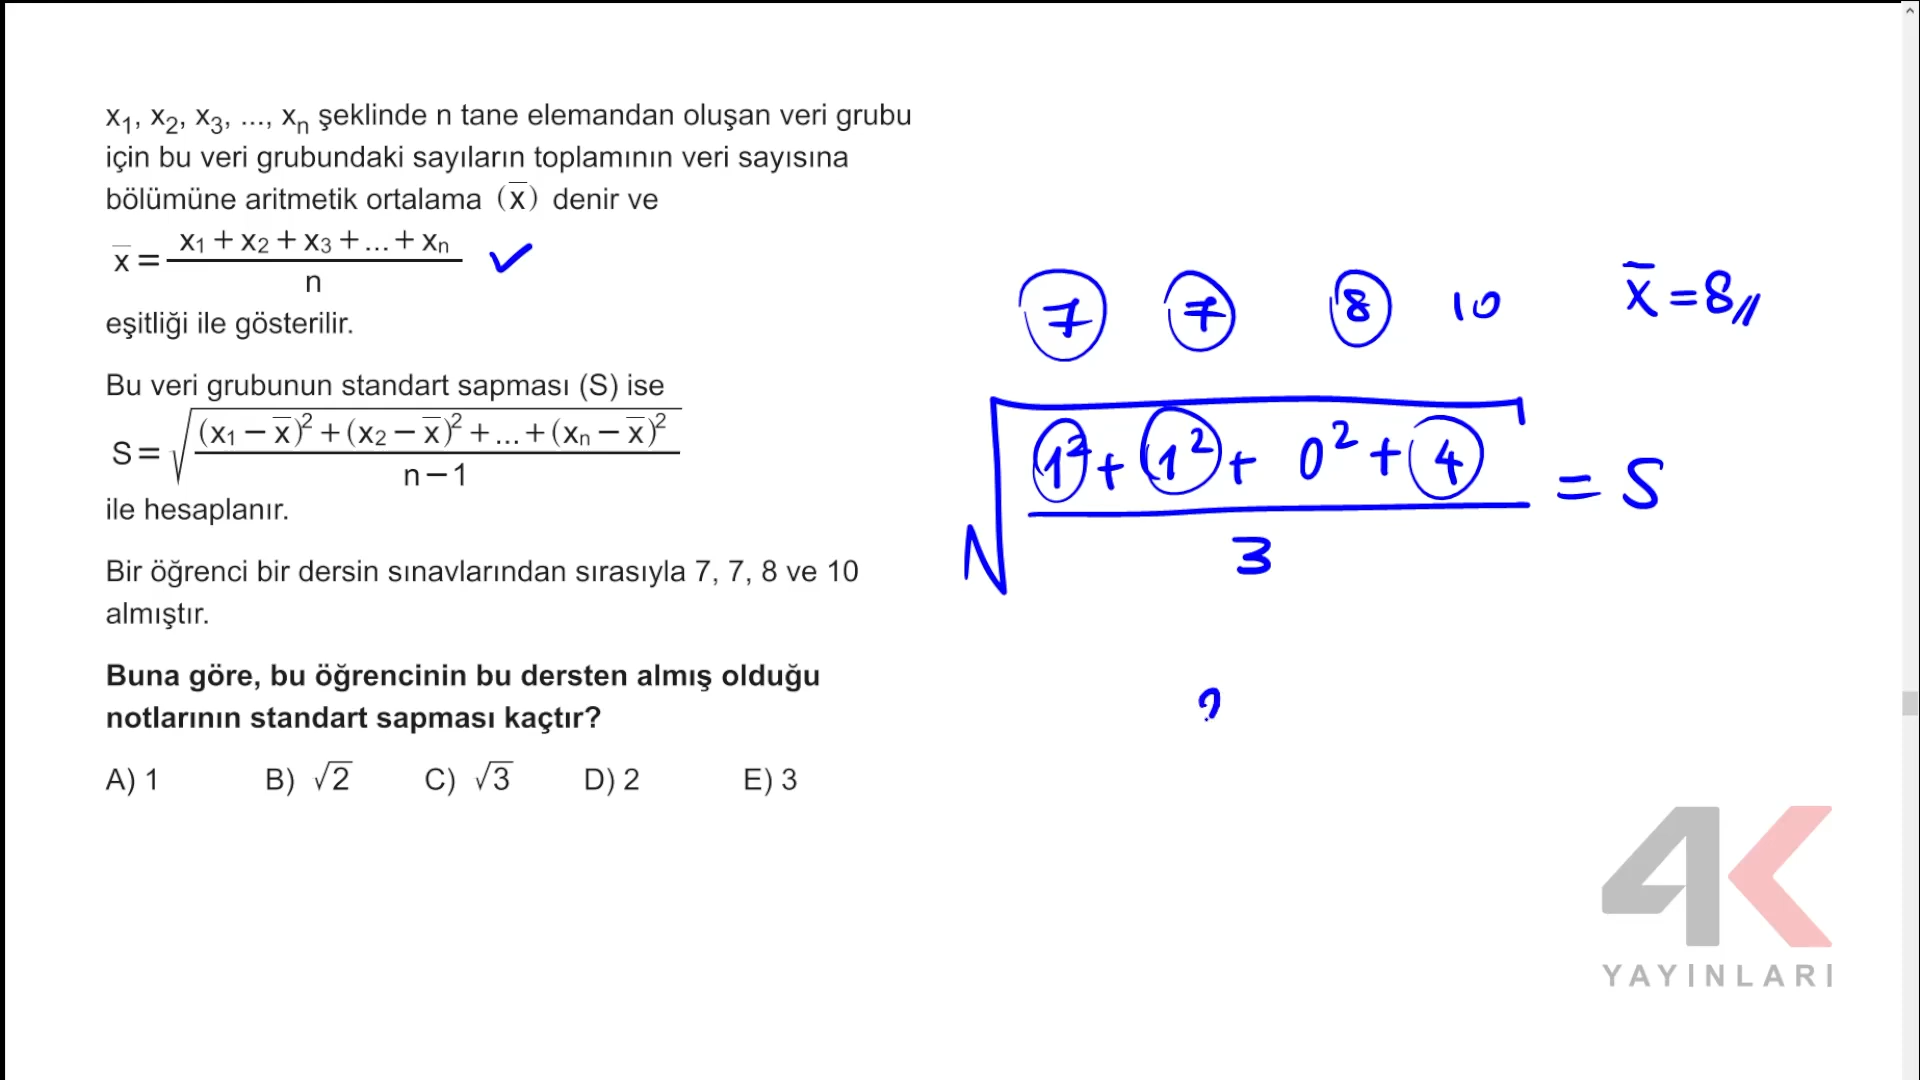 x₁, x₂, x₃, ..., xₙ şeklinde n tane elemandan oluşan veri grubu
için bu veri grubundaki sayıların toplamının veri sayısına
bölümüne aritmetik ortalama (x̄) denir ve
x̄ = (x₁ + x₂ + x₃ + ... + xₙ) / n ✓
eşitliği ile gösterilir.
Bu veri grubunun standart sapması (S) ise
S = √(((x₁ − x̄)² + (x₂ − x̄)² + ... + (xₙ − x̄)²) / (n − 1))
ile hesaplanır.
Bir öğrenci bir dersin sınavlarından sırasıyla 7, 7, 8 ve 10
almıştır.
Buna göre, bu öğrencinin bu dersten almış olduğu
notlarının standart sapması kaçtır?
A) 1 B) √2 C) √3 D) 2 E) 3
7 7 8 10 x̄ = 8
√((1² + 1² + 0² + 4) / 3) = S
?
4K
YAYINLARI